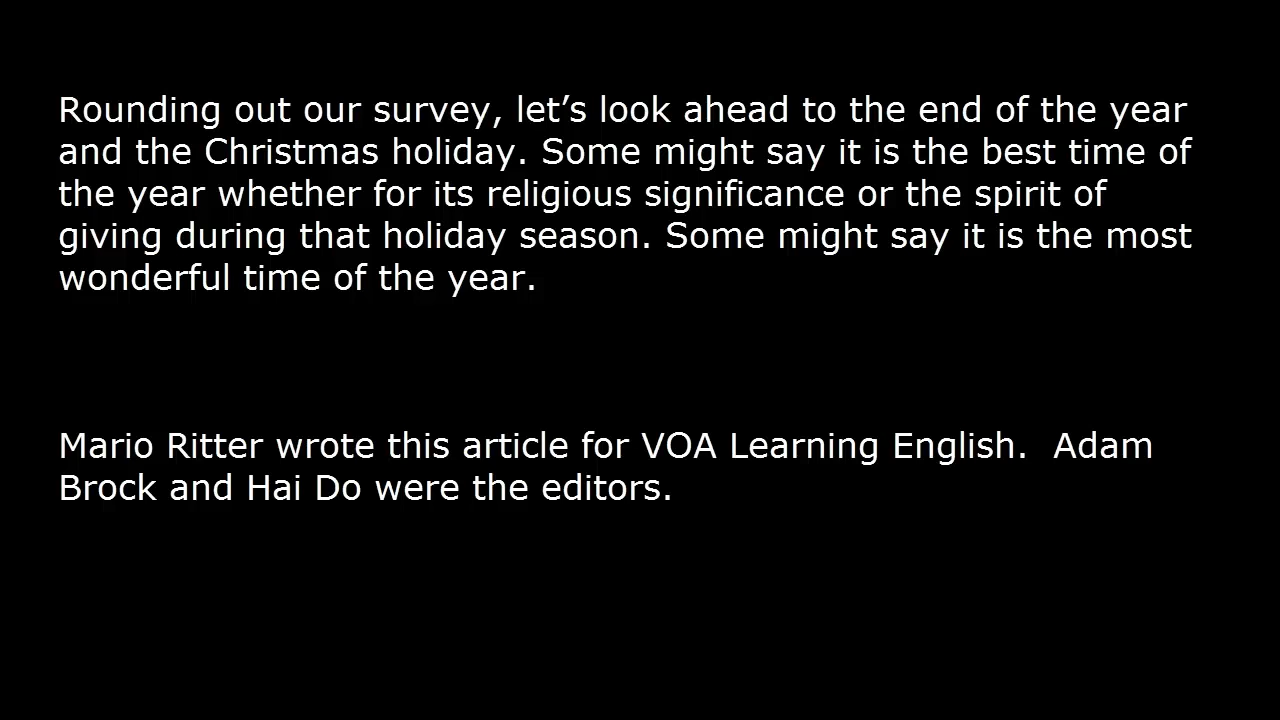 Rounding out our survey, let’s look ahead to the end of the year
and the Christmas holiday. Some might say it is the best time of
the year whether for its religious significance or the spirit of
giving during that holiday season. Some might say it is the most
wonderful time of the year.
Mario Ritter wrote this article for VOA Learning English.  Adam
Brock and Hai Do were the editors.